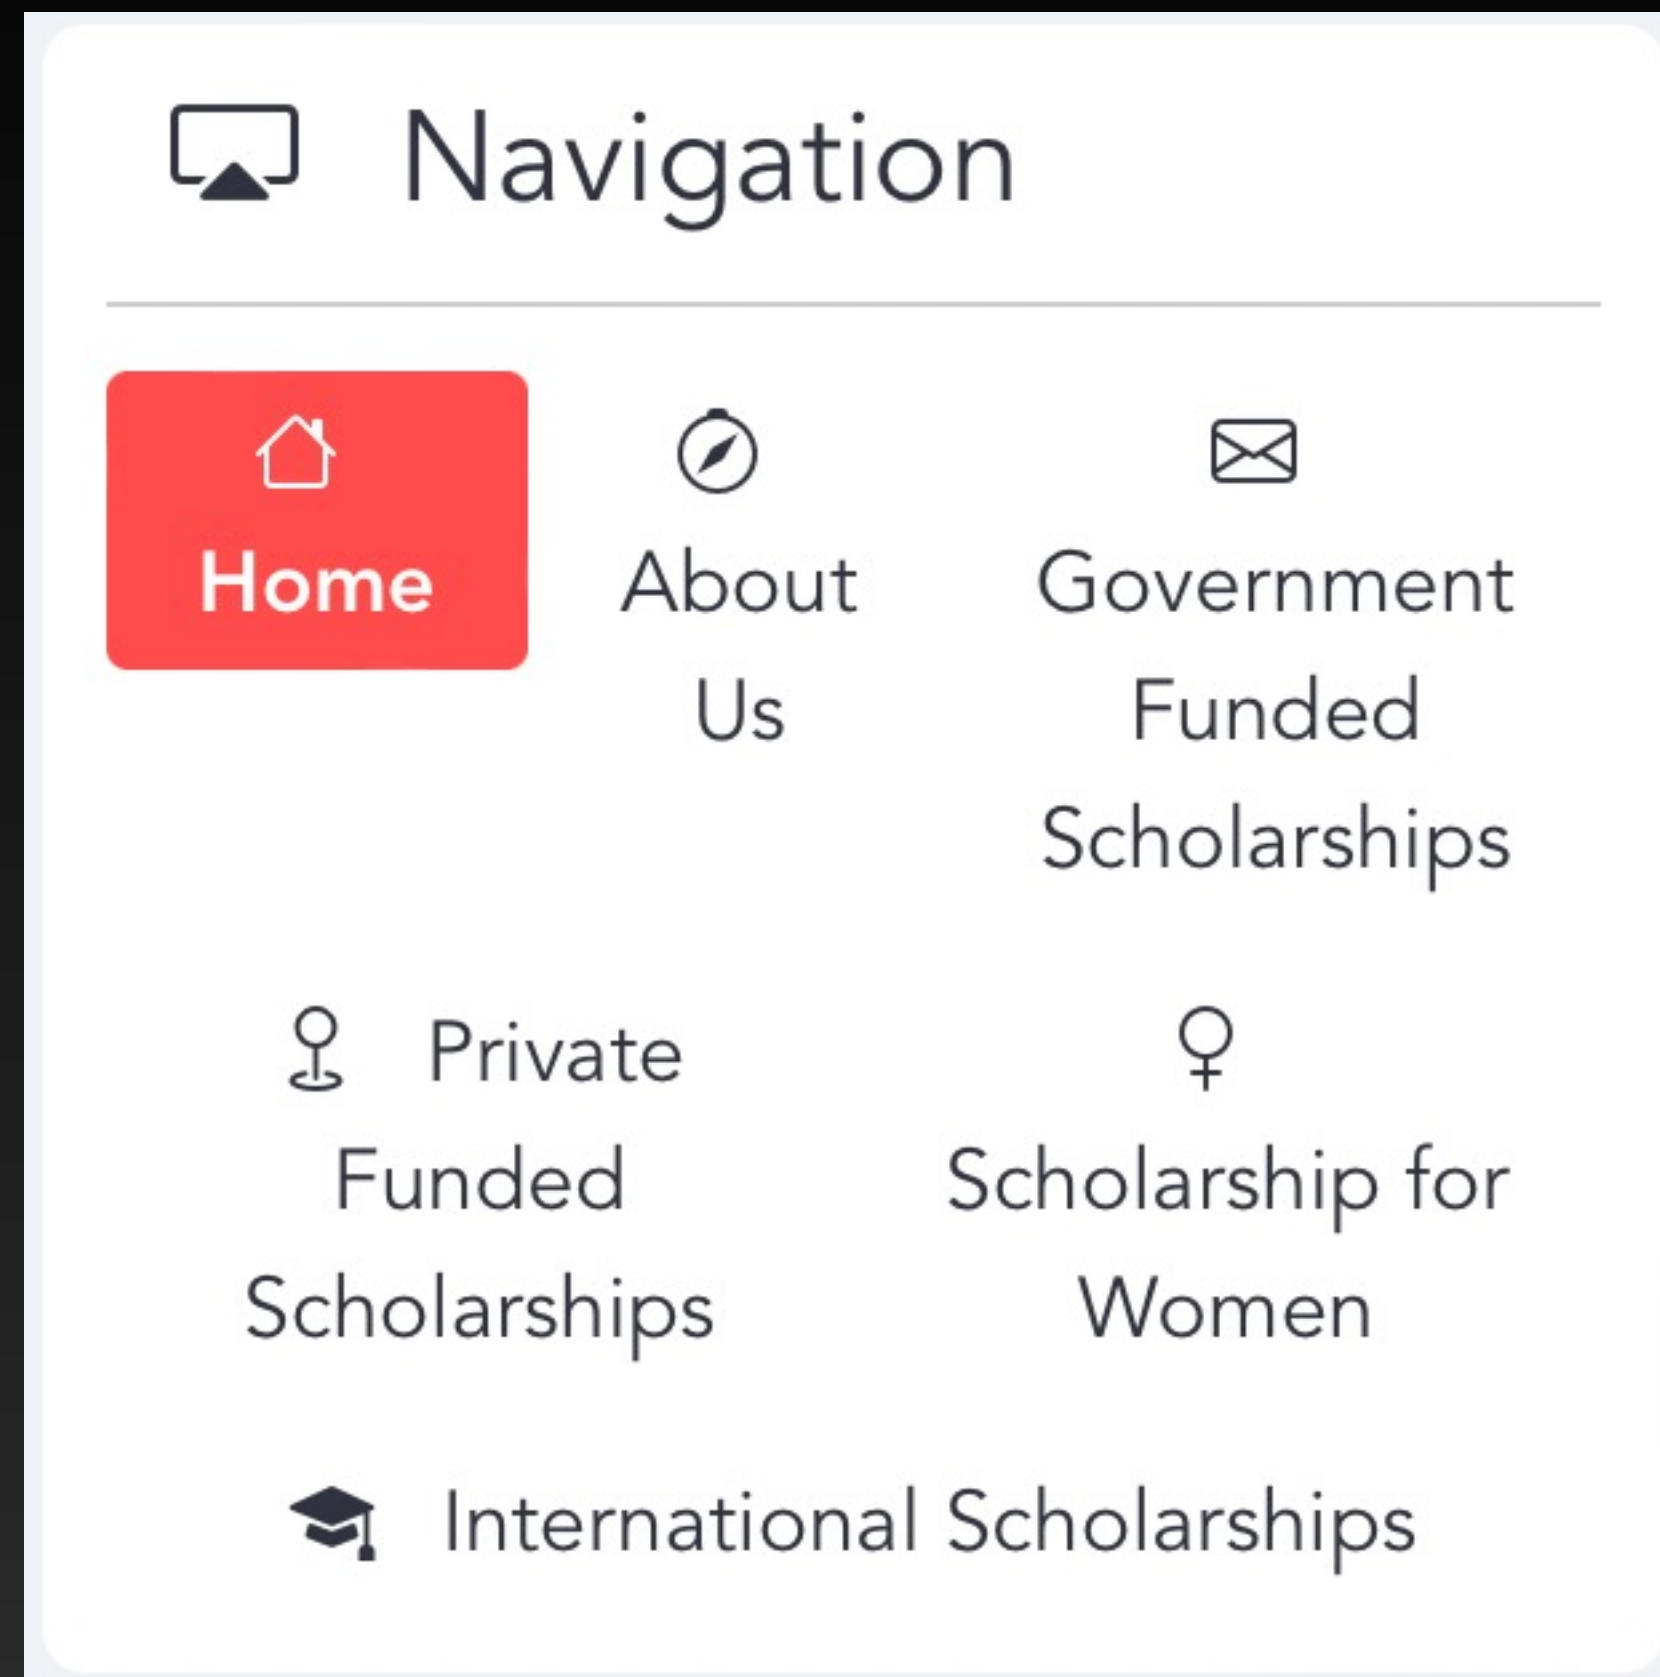 Navigation
Home
About
Us
Government
Funded
Scholarships
Private
Funded
Scholarships
Scholarship for
Women
International Scholarships